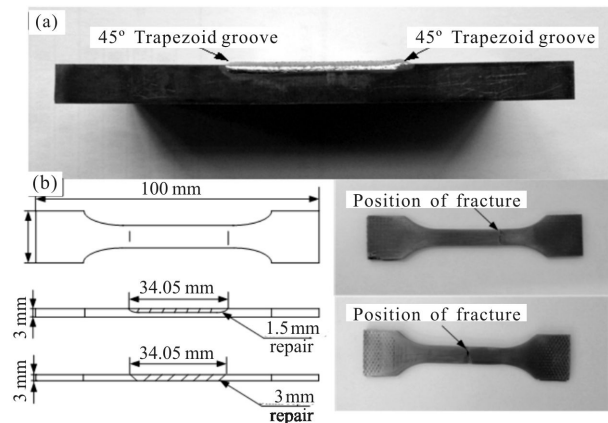 (a)
45° Trapezoid groove
45° Trapezoid groove
(b)
100 mm
34.05 mm
3 mm
1.5 mm
repair
34.05 mm
3 mm
3 mm
repair
Position of fracture
Position of fracture